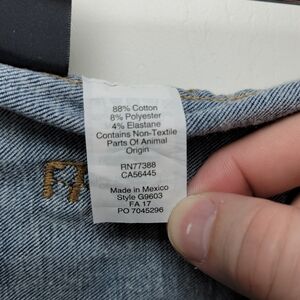 88% Cotton
8% Polyester
4% Elastane
Contains Non-Textile
Parts Of Animal
Origin
RN77388
CA56445
Made in Mexico
Style G9603
FA 17
PO 7045296